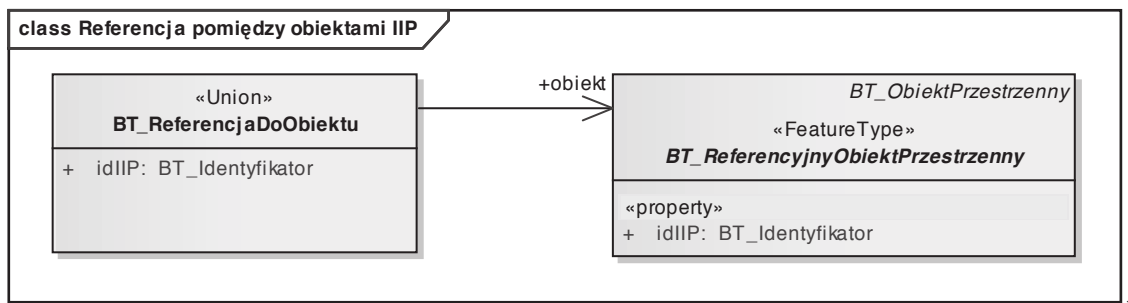 class Referencja pomiędzy obiektami IIP
«Union»
BT_ReferencjaDoObiektu
+ idIIP: BT_Identyfikator
+obiekt
BT_ObiektPrzestrzenny
«FeatureType»
BT_ReferencyjnyObiektPrzestrzenny
«property»
+ idIIP: BT_Identyfikator